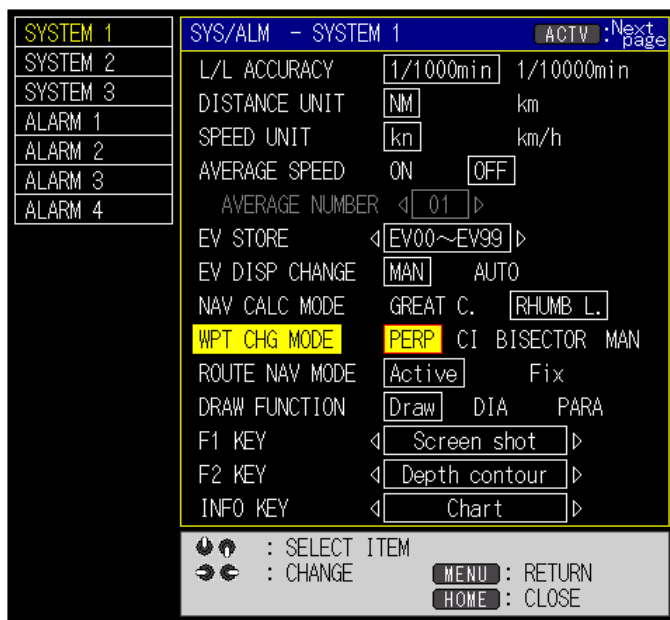 SYSTEM 1
SYSTEM 2
SYSTEM 3
ALARM 1
ALARM 2
ALARM 3
ALARM 4
SYS/ALM - SYSTEM 1 ACTV :Next page
L/L ACCURACY 1/1000min 1/10000min
DISTANCE UNIT NM km
SPEED UNIT kn km/h
AVERAGE SPEED ON OFF
AVERAGE NUMBER 01
EV STORE EV00～EV99
EV DISP CHANGE MAN AUTO
NAV CALC MODE GREAT C. RHUMB L.
WPT CHG MODE PERP CI BISECTOR MAN
ROUTE NAV MODE Active Fix
DRAW FUNCTION Draw DIA PARA
F1 KEY Screen shot
F2 KEY Depth contour
INFO KEY Chart
: SELECT ITEM
: CHANGE MENU : RETURN
HOME : CLOSE